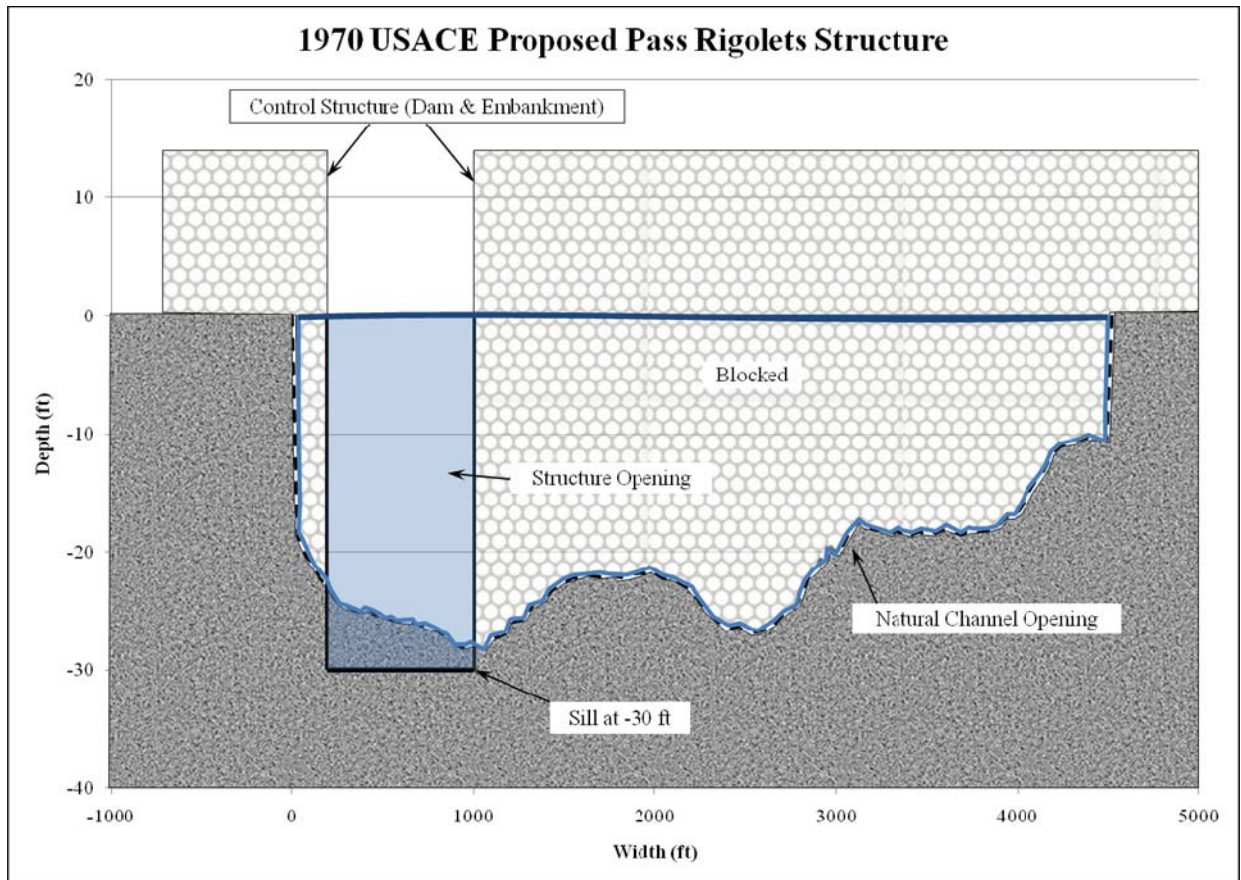 1970 USACE Proposed Pass Rigolets Structure
20
Control Structure (Dam & Embankment)
10
0
Blocked
Depth (ft)
-10
Structure Opening
-20
Natural Channel Opening
-30
Sill at -30 ft
-40
-1000 0 1000 2000 3000 4000 5000
Width (ft)